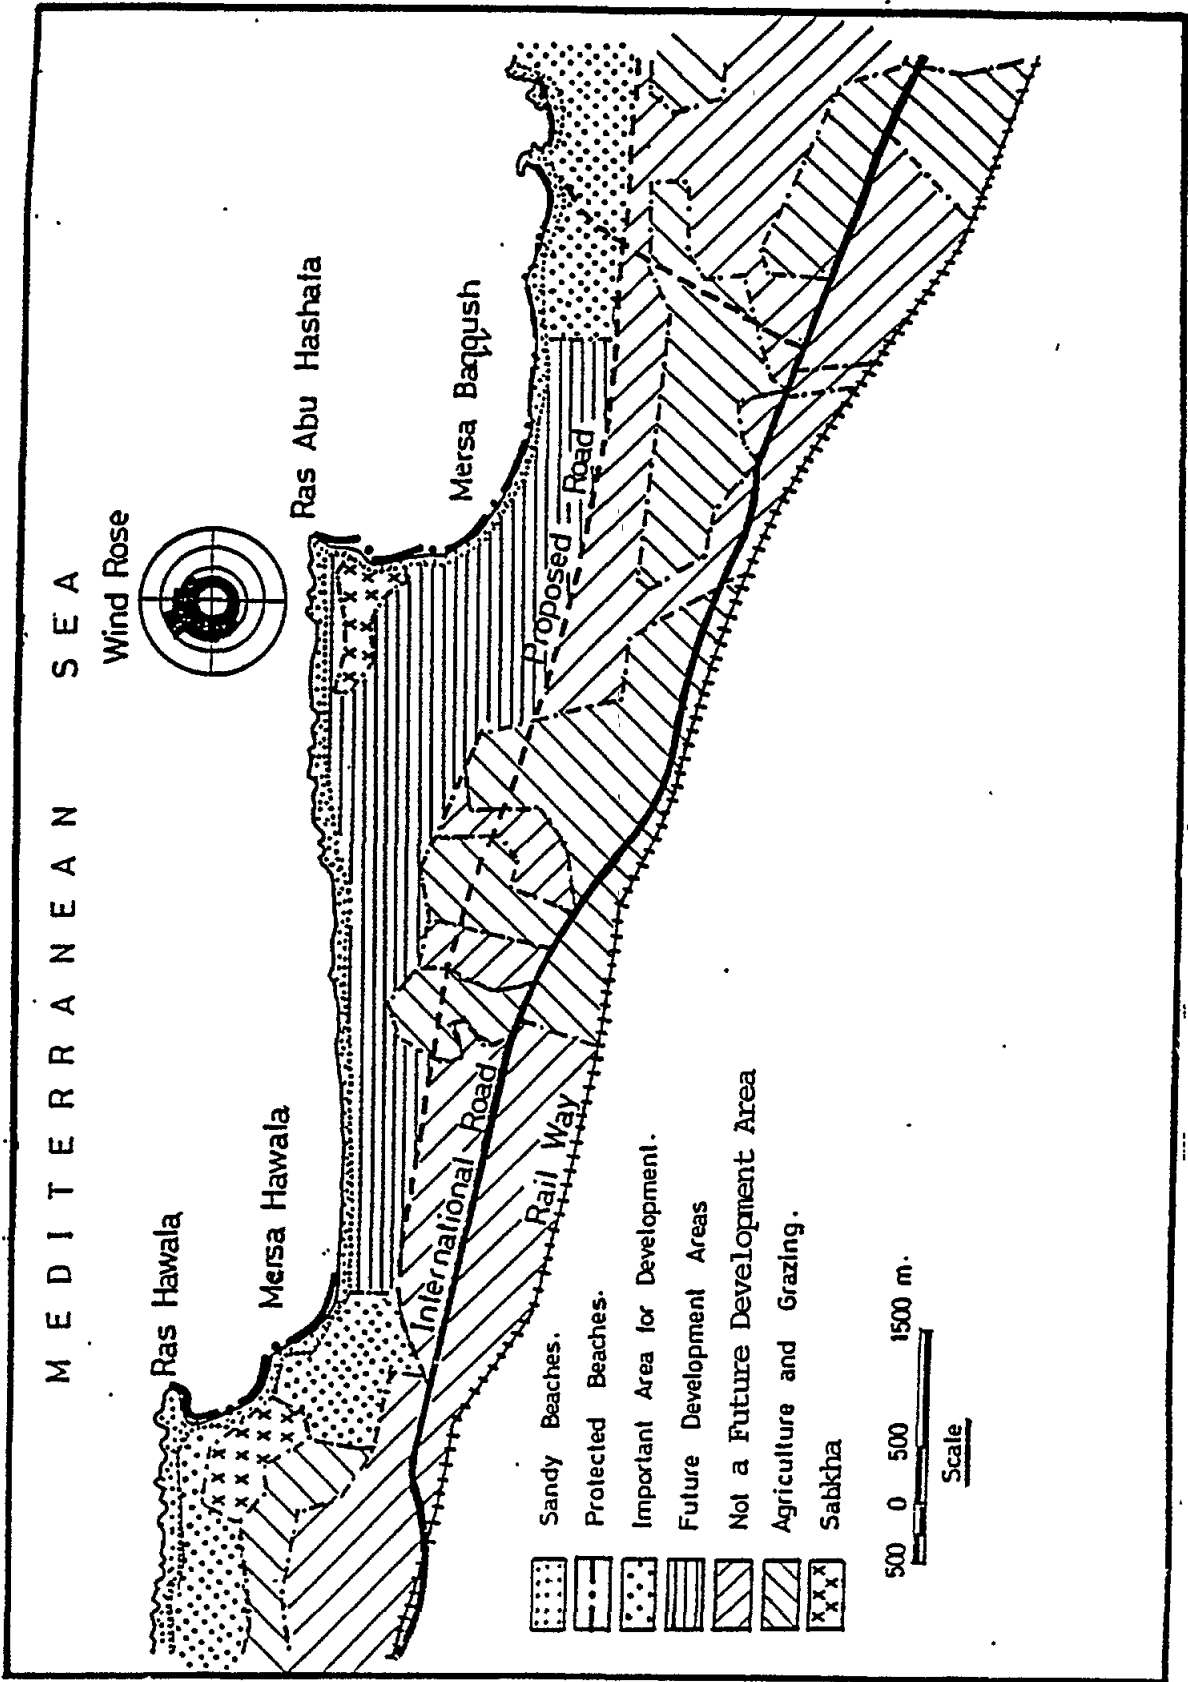 MEDITERRANEAN SEA
Wind Rose
Ras Hawala
Mersa Hawala
Ras Abu Hashafa
Mersa Baqqush
Proposed Road
International Road
Rail Way
Sandy Beaches.
Protected Beaches.
Important Area for Development.
Future Development Areas
Not a Future Development Area
Agriculture and Grazing.
Sabkha
500 0 500 1500 m.
Scale